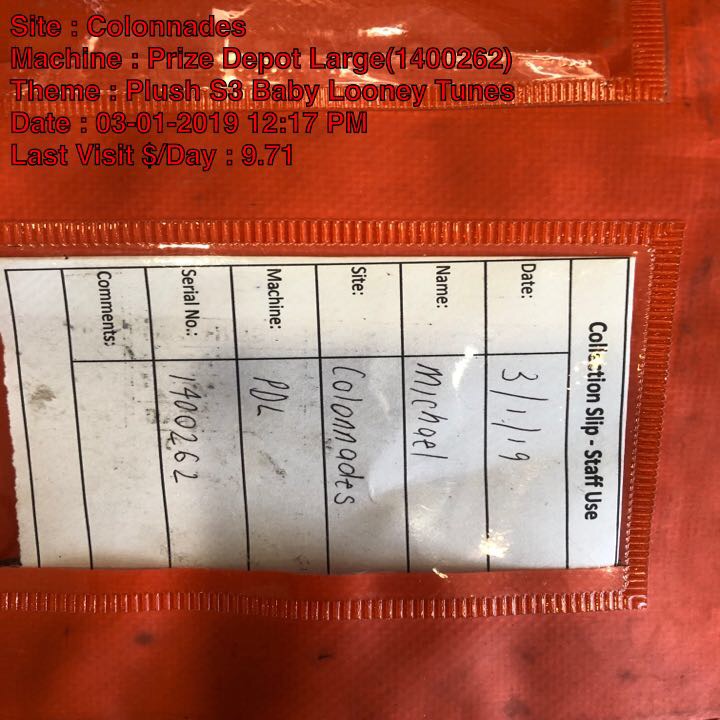 Site : Colonnades
Machine : Prize Depot Large(1400262)
Theme : Plush S3 Baby Looney Tunes
Date : 03-01-2019 12:17 PM
Last Visit $/Day : 9.71
Collection Slip - Staff Use
Date: 3/1/19
Name: Michael
Site: Colonnades
Machine: PDL
Serial No.: 1400262
Comments: